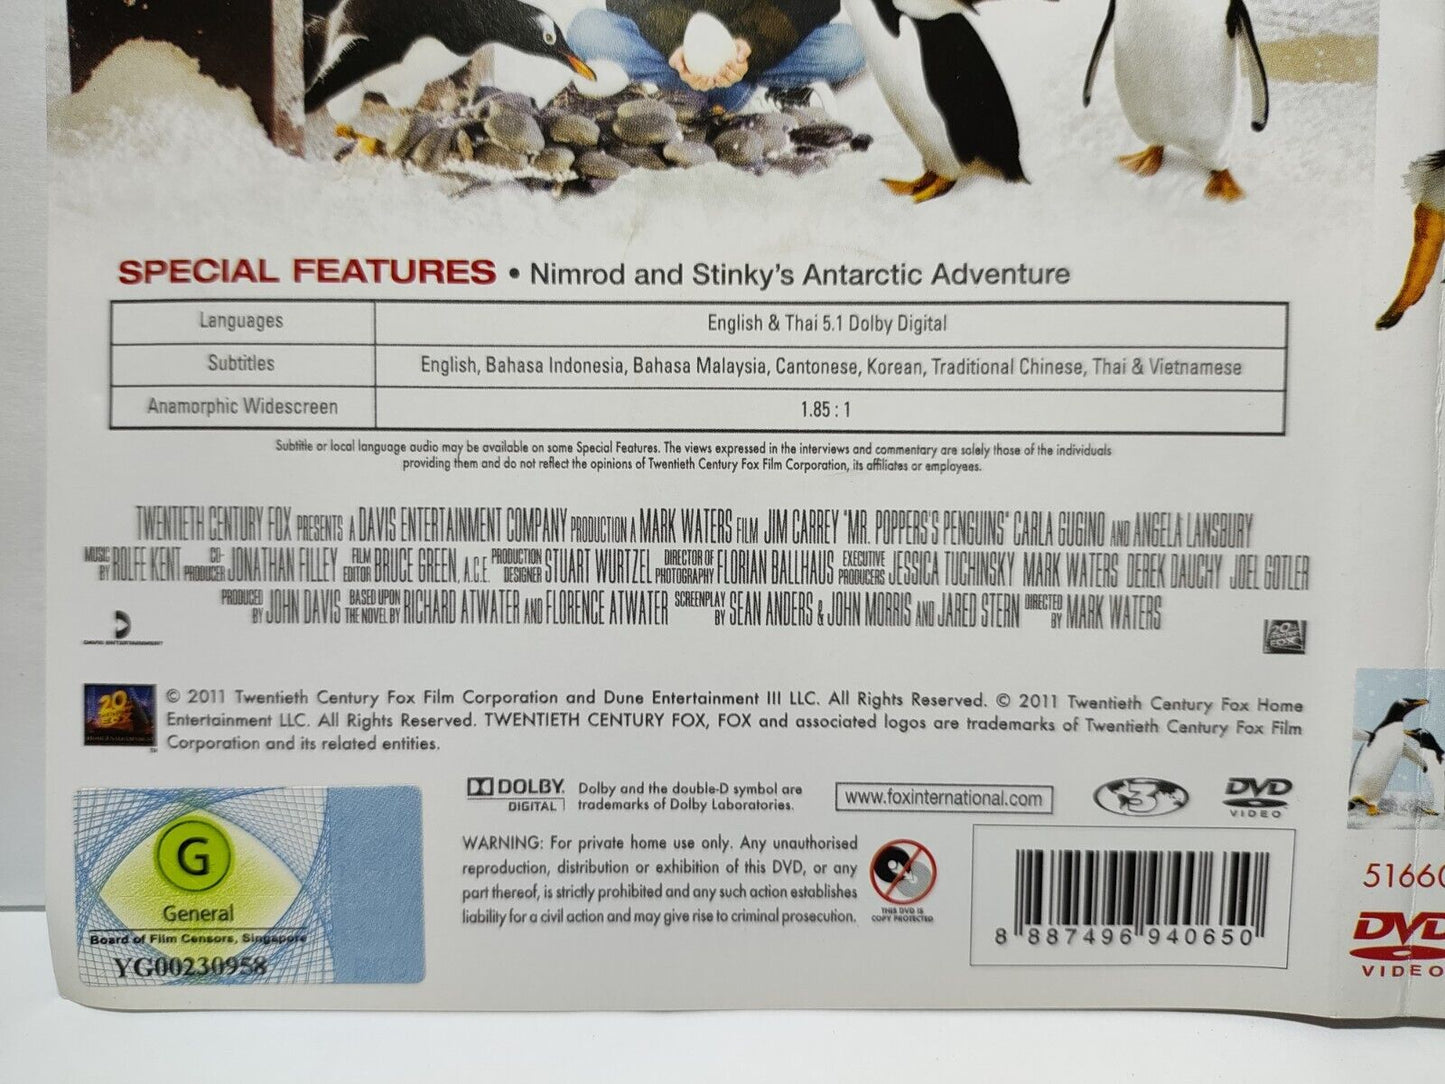 SPECIAL FEATURES • Nimrod and Stinky's Antarctic Adventure
Languages English & Thai 5.1 Dolby Digital
Subtitles English, Bahasa Indonesia, Bahasa Malaysia, Cantonese, Korean, Traditional Chinese, Thai & Vietnamese
Anamorphic Widescreen 1.85 : 1
Subtitle or local language audio may be available on some Special Features. The views expressed in the interviews and commentary are solely those of the individuals
providing them and do not reflect the opinions of Twentieth Century Fox Film Corporation, its affiliates or employees.
TWENTIETH CENTURY FOX PRESENTS A DAVIS ENTERTAINMENT COMPANY PRODUCTION A MARK WATERS FILM JIM CARREY "MR. POPPERS'S PENGUINS" CARLA GUGINO AND ANGELA LANSBURY
MUSIC BY ROLFE KENT CO-PRODUCER JONATHAN FILLEY FILM EDITOR BRUCE GREEN, A.C.E. PRODUCTION DESIGNER STUART WURTZEL DIRECTOR OF PHOTOGRAPHY FLORIAN BALLHAUS EXECUTIVE PRODUCERS JESSICA TUCHINSKY MARK WATERS DEREK DAUCHY JOEL GOTLER
PRODUCED BY JOHN DAVIS BASED UPON THE NOVEL BY RICHARD ATWATER AND FLORENCE ATWATER SCREENPLAY BY SEAN ANDERS & JOHN MORRIS AND JARED STERN DIRECTED BY MARK WATERS
DAVIS ENTERTAINMENT
20th CENTURY FOX
© 2011 Twentieth Century Fox Film Corporation and Dune Entertainment III LLC. All Rights Reserved. © 2011 Twentieth Century Fox Home
Entertainment LLC. All Rights Reserved. TWENTIETH CENTURY FOX, FOX and associated logos are trademarks of Twentieth Century Fox Film
Corporation and its related entities.
DOLBY
DIGITAL
Dolby and the double-D symbol are
trademarks of Dolby Laboratories.
www.foxinternational.com
3
DVD
VIDEO
WARNING: For private home use only. Any unauthorised
reproduction, distribution or exhibition of this DVD, or any
part thereof, is strictly prohibited and any such action establishes
liability for a civil action and may give rise to criminal prosecution.
THIS DVD IS
COPY PROTECTED
8 887496 940650
G
General
Board of Film Censors, Singapore
YG00230958
51660
DVD
VIDEO